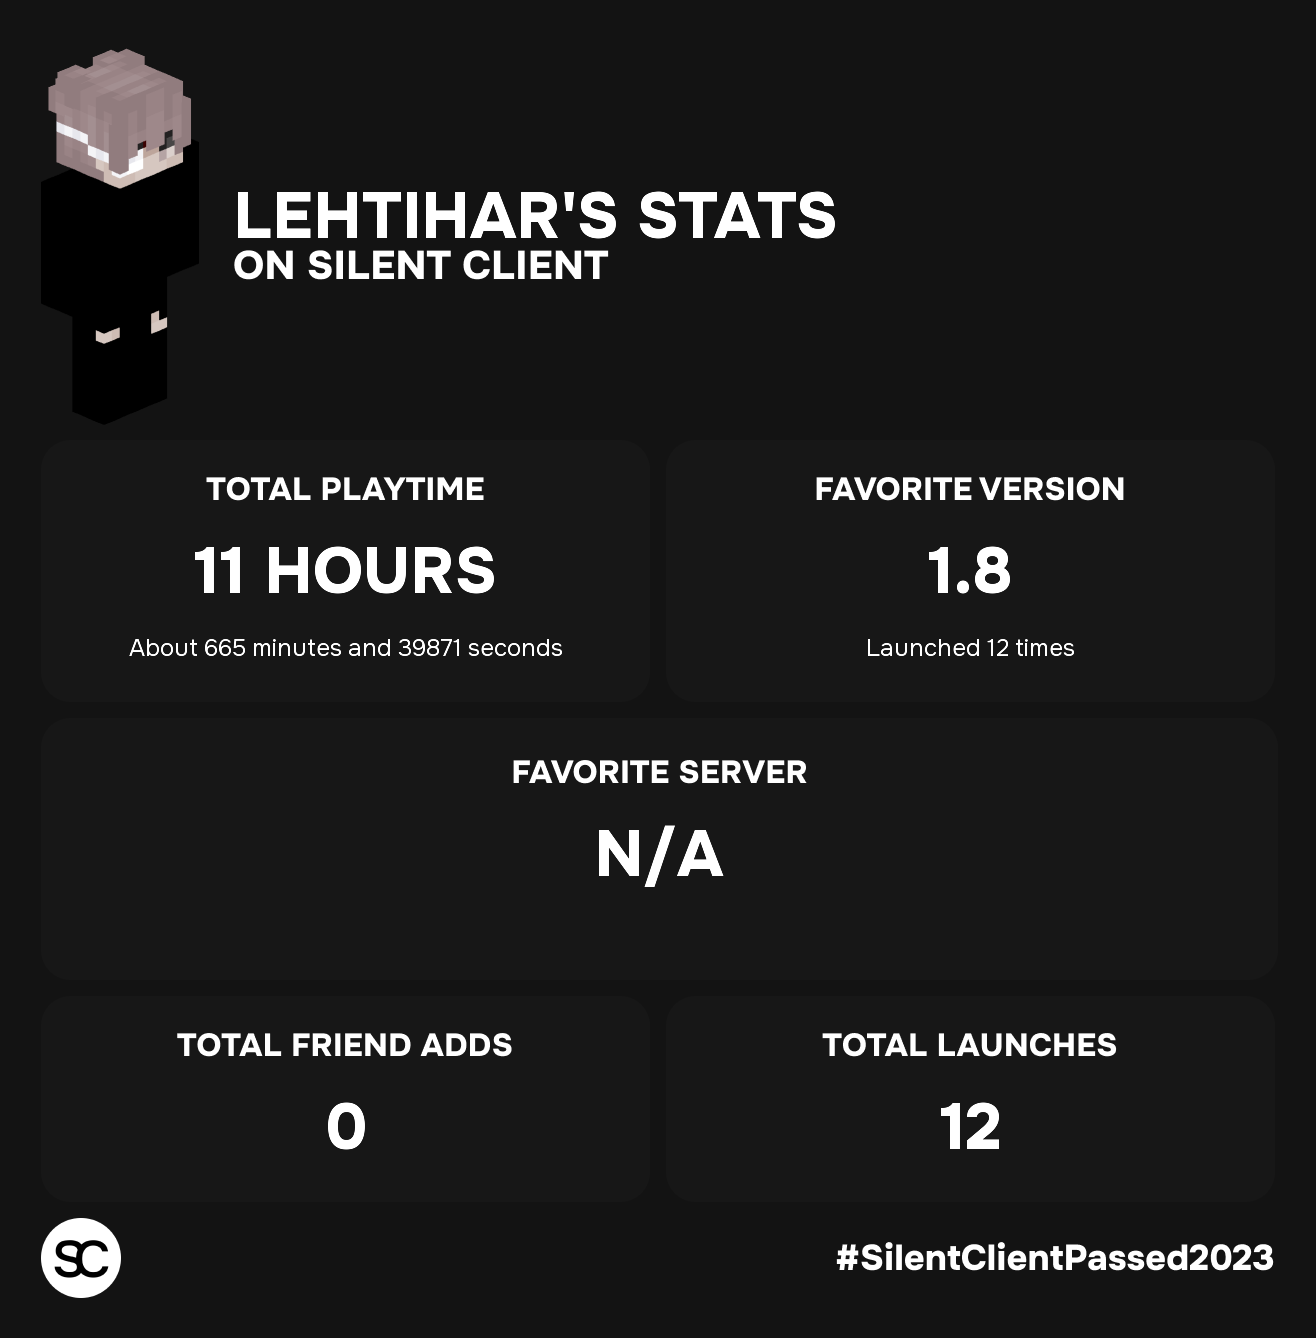 LEHTIHAR'S STATS
ON SILENT CLIENT
TOTAL PLAYTIME
11 HOURS
About 665 minutes and 39871 seconds
FAVORITE VERSION
1.8
Launched 12 times
FAVORITE SERVER
N/A
TOTAL FRIEND ADDS
0
TOTAL LAUNCHES
12
SC
#SilentClientPassed2023